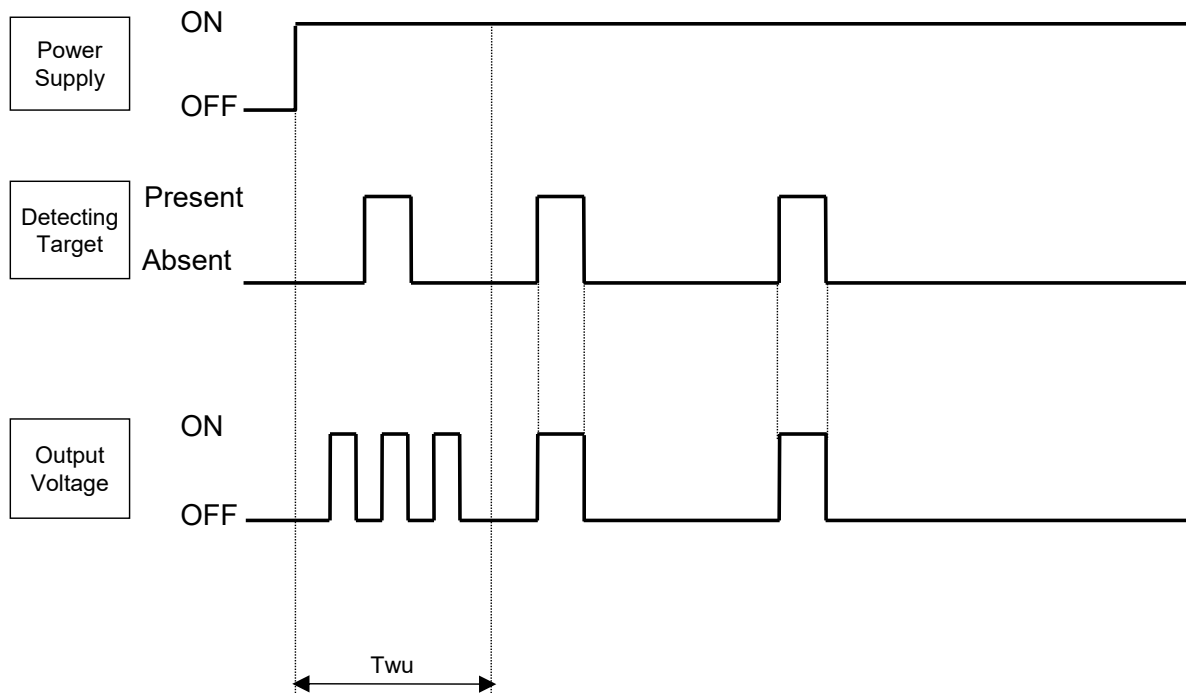 ON
Power
Supply
OFF
Present
Detecting
Target
Absent
ON
Output
Voltage
OFF
Twu